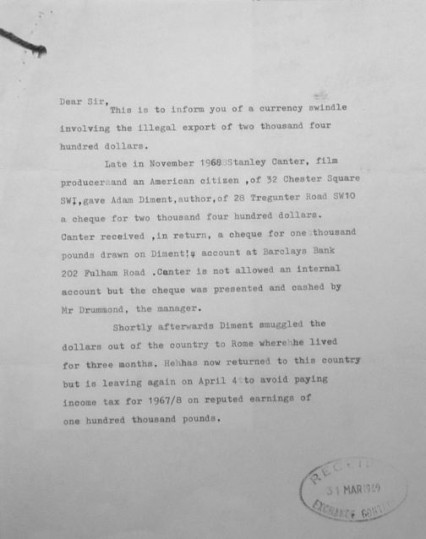 Dear Sir,
This is to inform you of a currency swindle
involving the illegal export of two thousand four
hundred dollars.
Late in November 1968 Stanley Canter, film
producer and an American citizen ,of 32 Chester Square
SW1,gave Adam Diment,author,of 28 Tregunter Road SW10
a cheque for two thousand four hundred dollars.
Canter received ,in return, a cheque for one thousand
pounds drawn on Diment's account at Barclays Bank
202 Fulham Road .Canter is not allowed an internal
account but the cheque was presented and cashed by
Mr Drummond, the manager.
Shortly afterwards Diment smuggled the
dollars out of the country to Rome where he lived
for three months. He has now returned to this country
but is leaving again on April 4 to avoid paying
income tax for 1967/8 on reputed earnings of
one hundred thousand pounds.
31 MAR 1969
EXCHANGE CONTROL